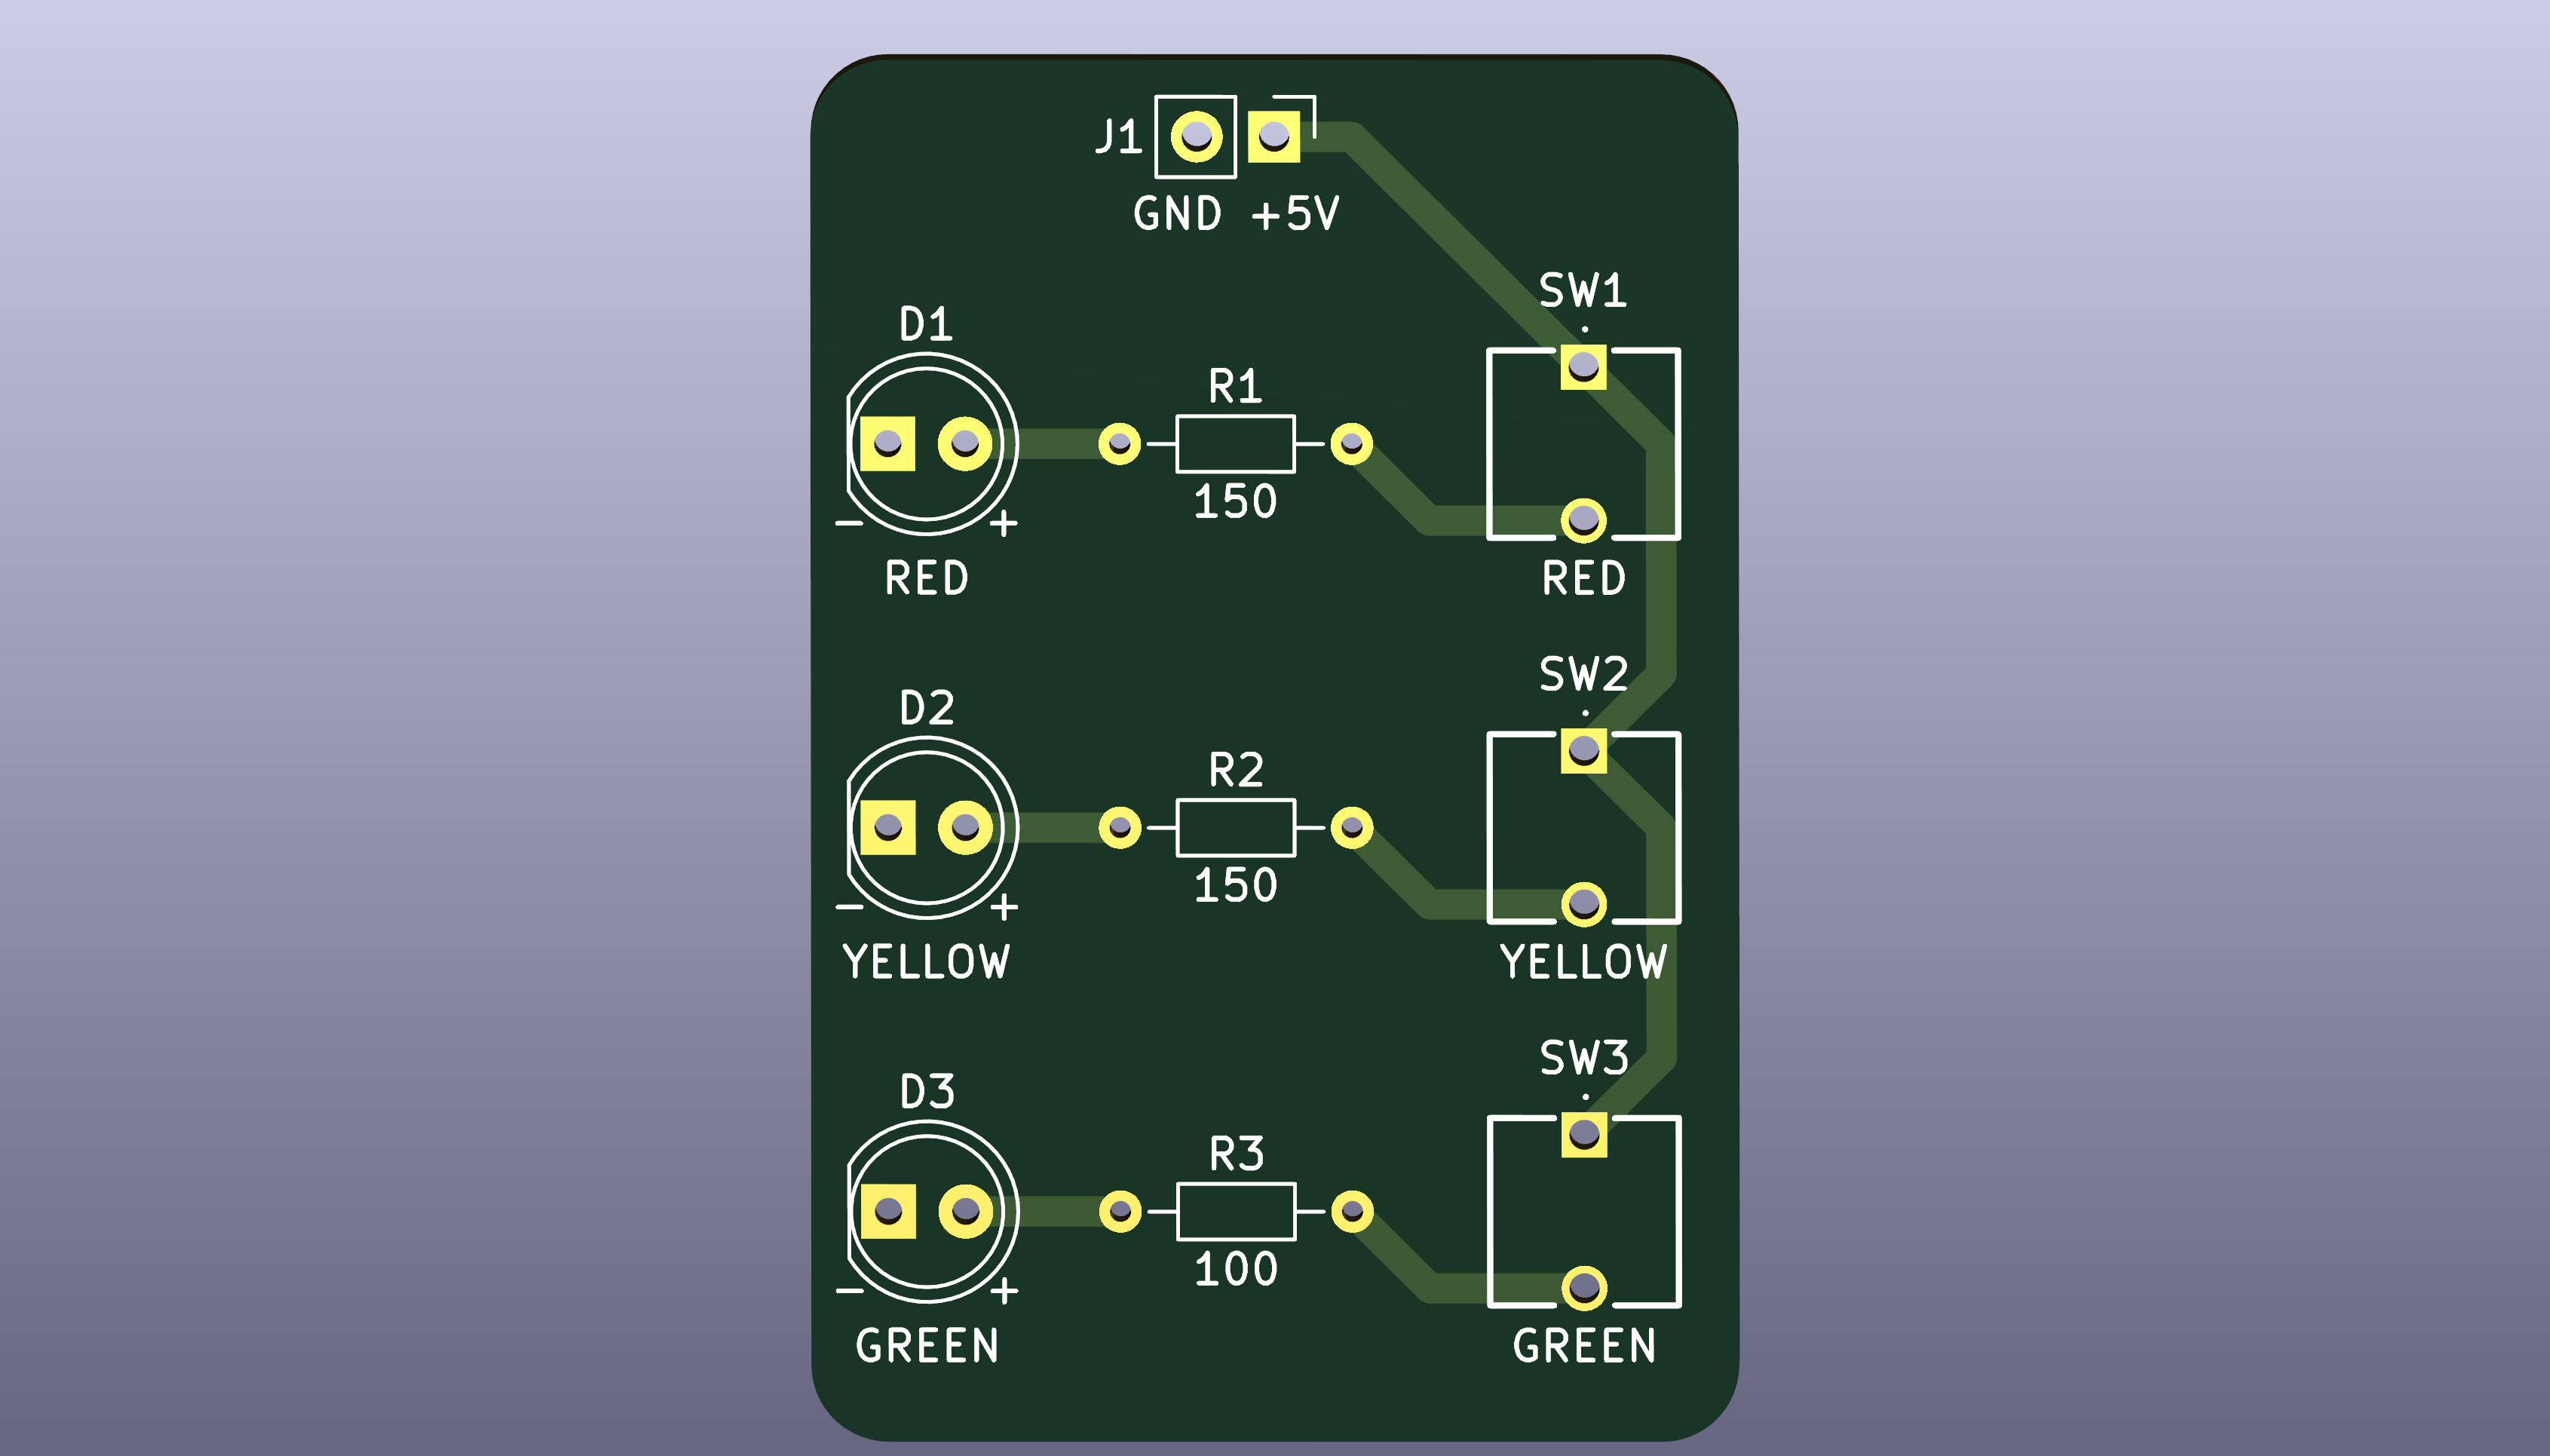 J1
GND +5V
SW1
D1
R1
150
- +
RED
RED
SW2
D2
R2
150
- +
YELLOW
YELLOW
SW3
D3
R3
100
- +
GREEN
GREEN